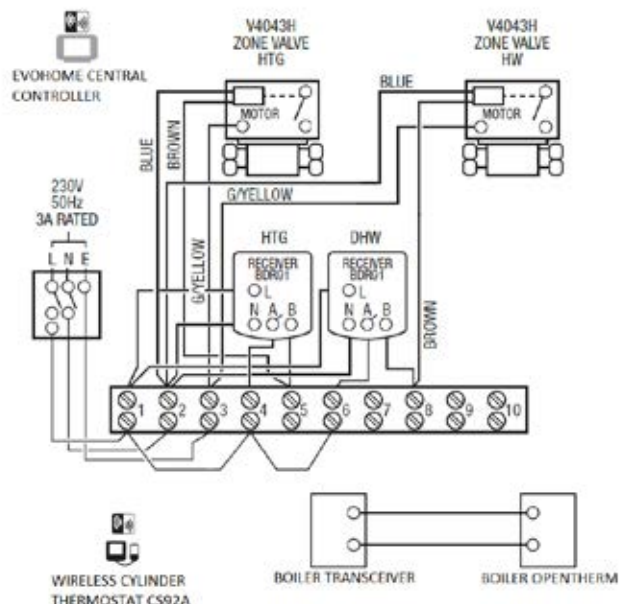 V4043H
ZONE VALVE
HTG
V4043H
ZONE VALVE
HW
EVOHOME CENTRAL
CONTROLLER
MOTOR
BLUE
MOTOR
BLUE
BROWN
G/YELLOW
230V
50Hz
3A RATED
L N E
G/YELLOW
HTG
DHW
RECEIVER
BDR01
L
N A B
RECEIVER
BDR01
L
N A B
BROWN
1 2 3 4 5 6 7 8 9 10
WIRELESS CYLINDER
THERMOSTAT CS92A
BOILER TRANSCEIVER
BOILER OPENTHERM